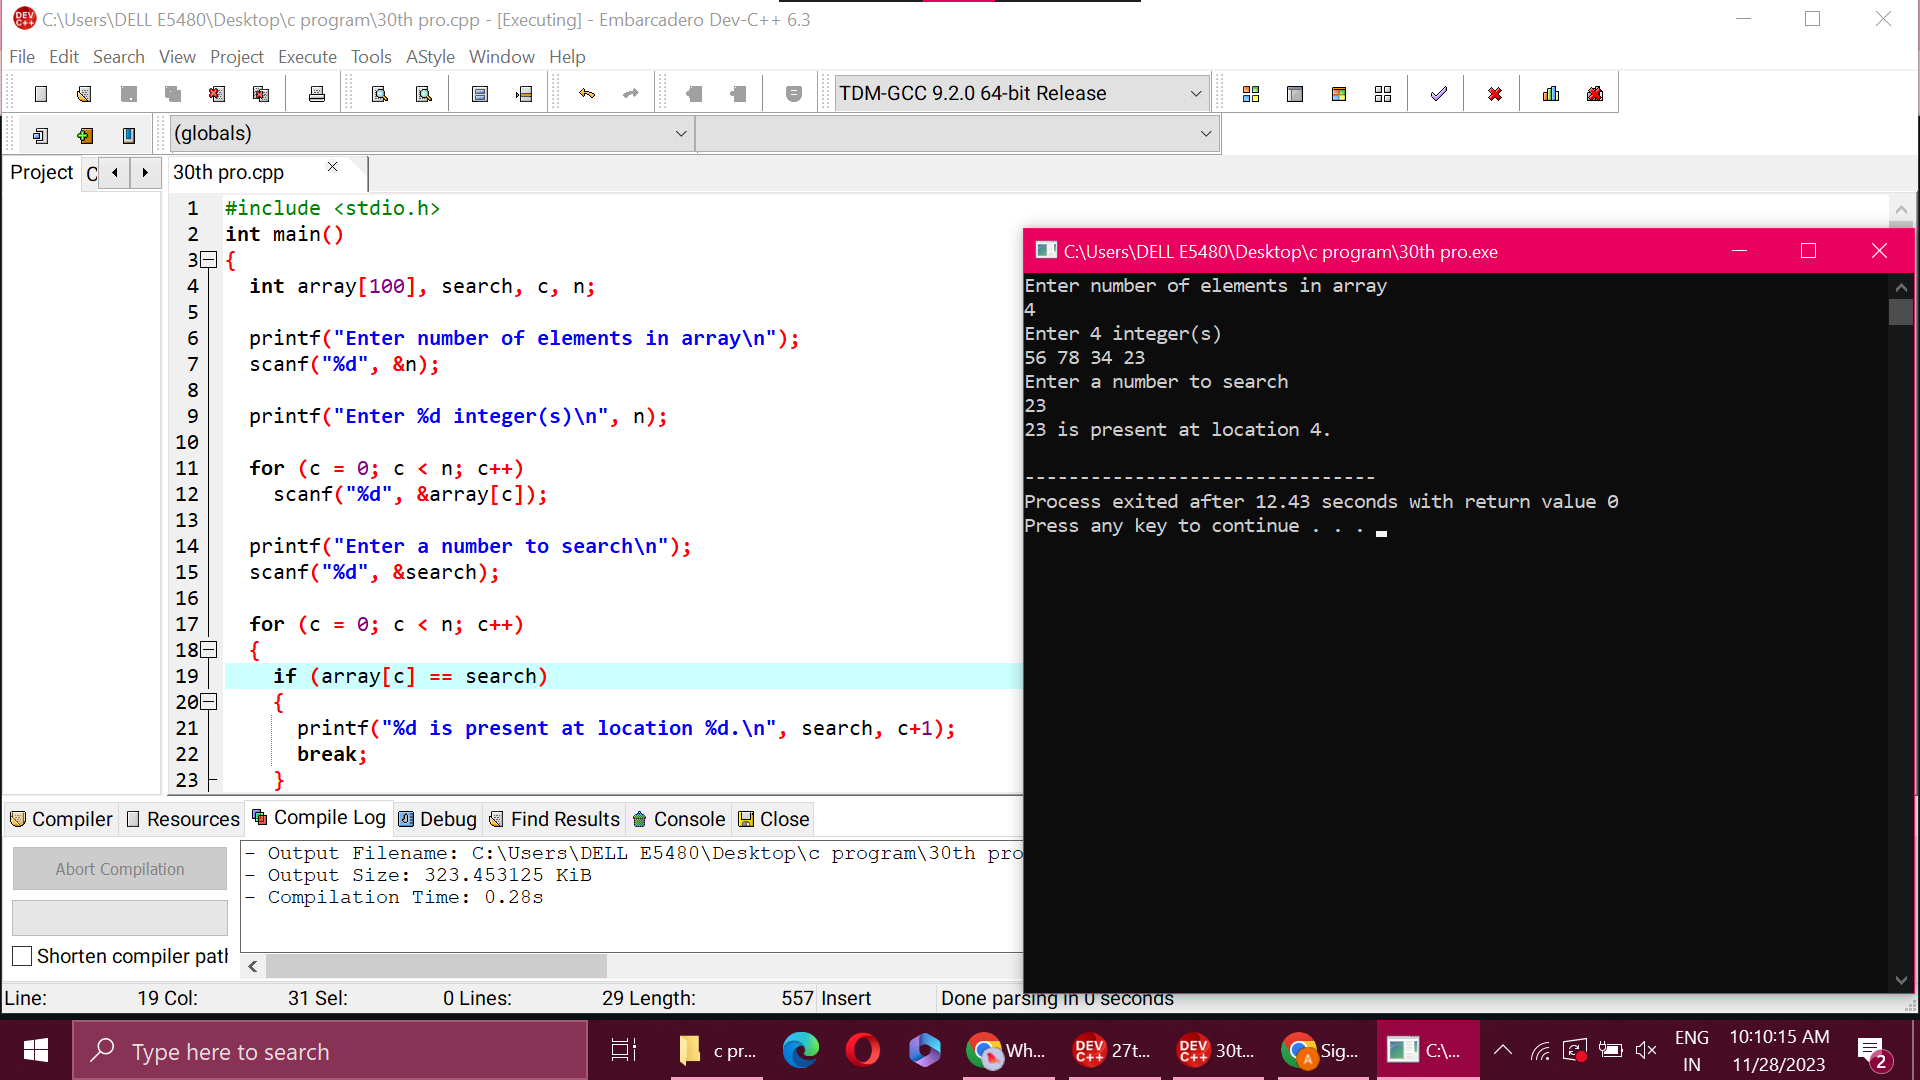 C:\Users\DELL E5480\Desktop\c program\30th pro.cpp - [Executing] - Embarcadero Dev-C++ 6.3
File Edit Search View Project Execute Tools AStyle Window Help
TDM-GCC 9.2.0 64-bit Release
(globals)
Project C 30th pro.cpp
1 #include <stdio.h>
2 int main()
3 {
4 int array[100], search, c, n;
5
6 printf("Enter number of elements in array\n");
7 scanf("%d", &n);
8
9 printf("Enter %d integer(s)\n", n);
10
11 for (c = 0; c < n; c++)
12 scanf("%d", &array[c]);
13
14 printf("Enter a number to search\n");
15 scanf("%d", &search);
16
17 for (c = 0; c < n; c++)
18 {
19 if (array[c] == search)
20 {
21 printf("%d is present at location %d.\n", search, c+1);
22 break;
23 }
C:\Users\DELL E5480\Desktop\c program\30th pro.exe
Enter number of elements in array
4
Enter 4 integer(s)
56 78 34 23
Enter a number to search
23
23 is present at location 4.
--------------------------------
Process exited after 12.43 seconds with return value 0
Press any key to continue . . .
Compiler Resources Compile Log Debug Find Results Console Close
Abort Compilation
Shorten compiler path
- Output Filename: C:\Users\DELL E5480\Desktop\c program\30th pro
- Output Size: 323.453125 KiB
- Compilation Time: 0.28s
Line: 19 Col: 31 Sel: 0 Lines: 29 Length: 557 Insert Done parsing in 0 seconds
Type here to search
c pr...
Wh...
DEV C++ 27t...
DEV C++ 30t...
A Sig...
C:\...
ENG
IN
10:10:15 AM
11/28/2023
2